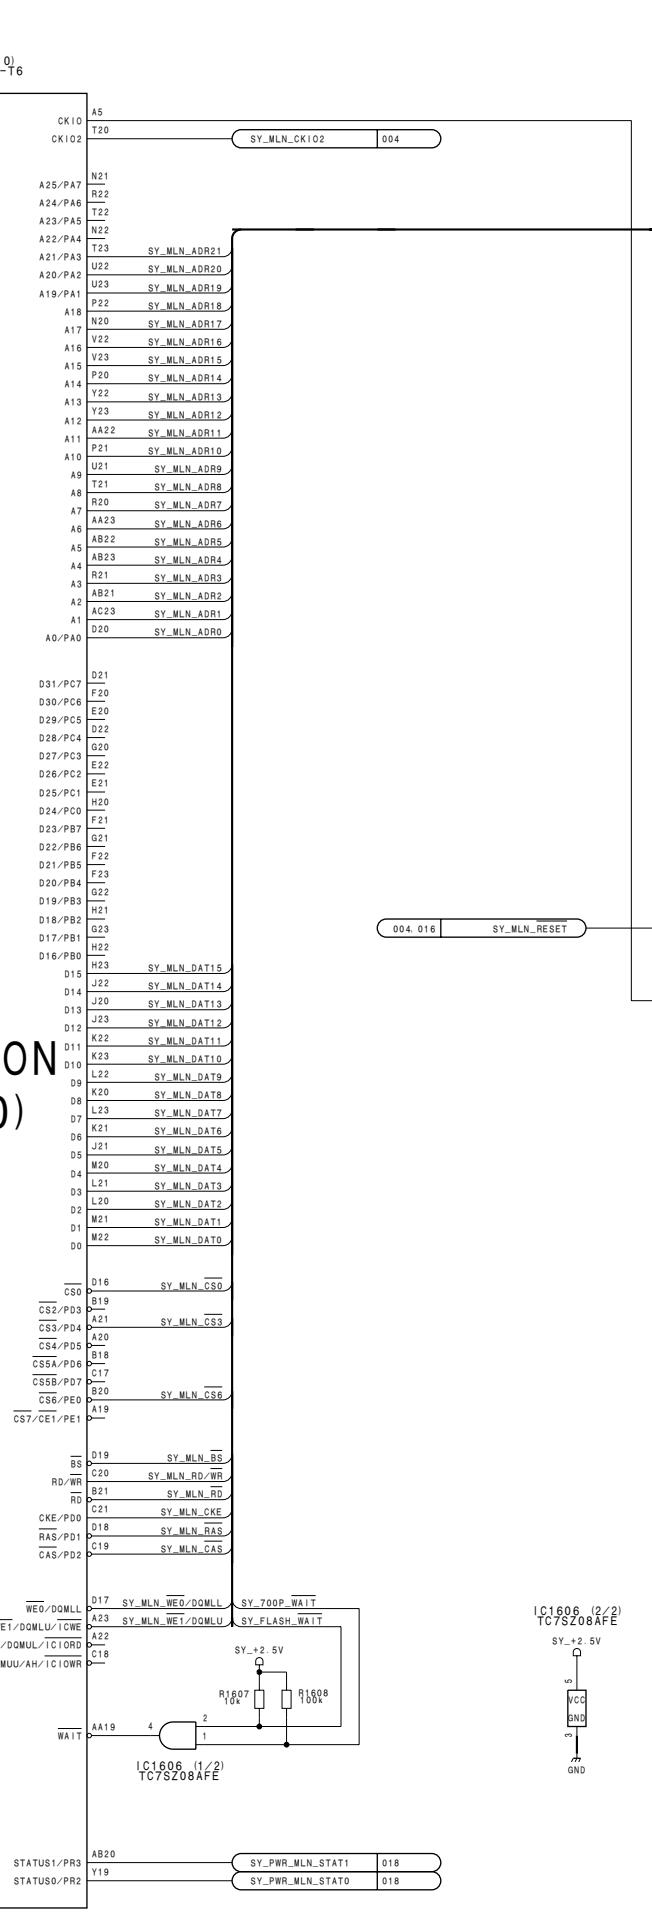 0)
-T6
CKIO A5
CKIO2 T20 SY_MLN_CKIO2 004
A25/PA7 N21
A24/PA6 R22
A23/PA5 T22
A22/PA4 N22
A21/PA3 T23 SY_MLN_ADR21
A20/PA2 U22 SY_MLN_ADR20
A19/PA1 U23 SY_MLN_ADR19
A18 P22 SY_MLN_ADR18
A17 N20 SY_MLN_ADR17
A16 V22 SY_MLN_ADR16
A15 V23 SY_MLN_ADR15
A14 P20 SY_MLN_ADR14
A13 Y22 SY_MLN_ADR13
A12 Y23 SY_MLN_ADR12
A11 AA22 SY_MLN_ADR11
A10 P21 SY_MLN_ADR10
A9 U21 SY_MLN_ADR9
A8 T21 SY_MLN_ADR8
A7 R20 SY_MLN_ADR7
A6 AA23 SY_MLN_ADR6
A5 AB22 SY_MLN_ADR5
A4 AB23 SY_MLN_ADR4
A3 R21 SY_MLN_ADR3
A2 AB21 SY_MLN_ADR2
A1 AC23 SY_MLN_ADR1
A0/PA0 D20 SY_MLN_ADR0
D31/PC7 D21
D30/PC6 F20
D29/PC5 E20
D28/PC4 D22
D27/PC3 G20
D26/PC2 E22
D25/PC1 E21
D24/PC0 H20
D23/PB7 F21
D22/PB6 G21
D21/PB5 F22
D20/PB4 F23
D19/PB3 G22
D18/PB2 H21
D17/PB1 G23
D16/PB0 H22
004, 016 SY_MLN_RESET
D15 H23 SY_MLN_DAT15
D14 J22 SY_MLN_DAT14
D13 J20 SY_MLN_DAT13
D12 J23 SY_MLN_DAT12
D11 K22 SY_MLN_DAT11
ON
D10 K23 SY_MLN_DAT10
D9 L22 SY_MLN_DAT9
D8 K20 SY_MLN_DAT8
)
D7 L23 SY_MLN_DAT7
D6 K21 SY_MLN_DAT6
D5 J21 SY_MLN_DAT5
D4 M20 SY_MLN_DAT4
D3 L21 SY_MLN_DAT3
D2 L20 SY_MLN_DAT2
D1 M21 SY_MLN_DAT1
D0 M22 SY_MLN_DAT0
CS0 D16 SY_MLN_CS0
CS2/PD3 B19
CS3/PD4 A21 SY_MLN_CS3
CS4/PD5 A20
CS5A/PD6 B18
CS5B/PD7 C17
CS6/PE0 B20 SY_MLN_CS6
CS7/CE1/PE1 A19
BS D19 SY_MLN_BS
RD/WR C20 SY_MLN_RD/WR
RD B21 SY_MLN_RD
CKE/PD0 C21 SY_MLN_CKE
RAS/PD1 D18 SY_MLN_RAS
CAS/PD2 C19 SY_MLN_CAS
WE0/DQMLL D17 SY_MLN_WE0/DQMLL SY_700P_WAIT
E1/DQMLU/ICWE A23 SY_MLN_WE1/DQMLU SY_FLASH_WAIT
/DQMUL/ICIORD A22
MUU/AH/ICIOWR C18
SY_+2.5V
R1607
10k
R1608
100k
WAIT AA19 4 2 1
IC1606 (1/2)
TC7SZ08AFE
IC1606 (2/2)
TC7SZ08AFE
SY_+2.5V
5
VCC
GND
3
GND
STATUS1/PR3 AB20 SY_PWR_MLN_STAT1 018
STATUS0/PR2 Y19 SY_PWR_MLN_STAT0 018